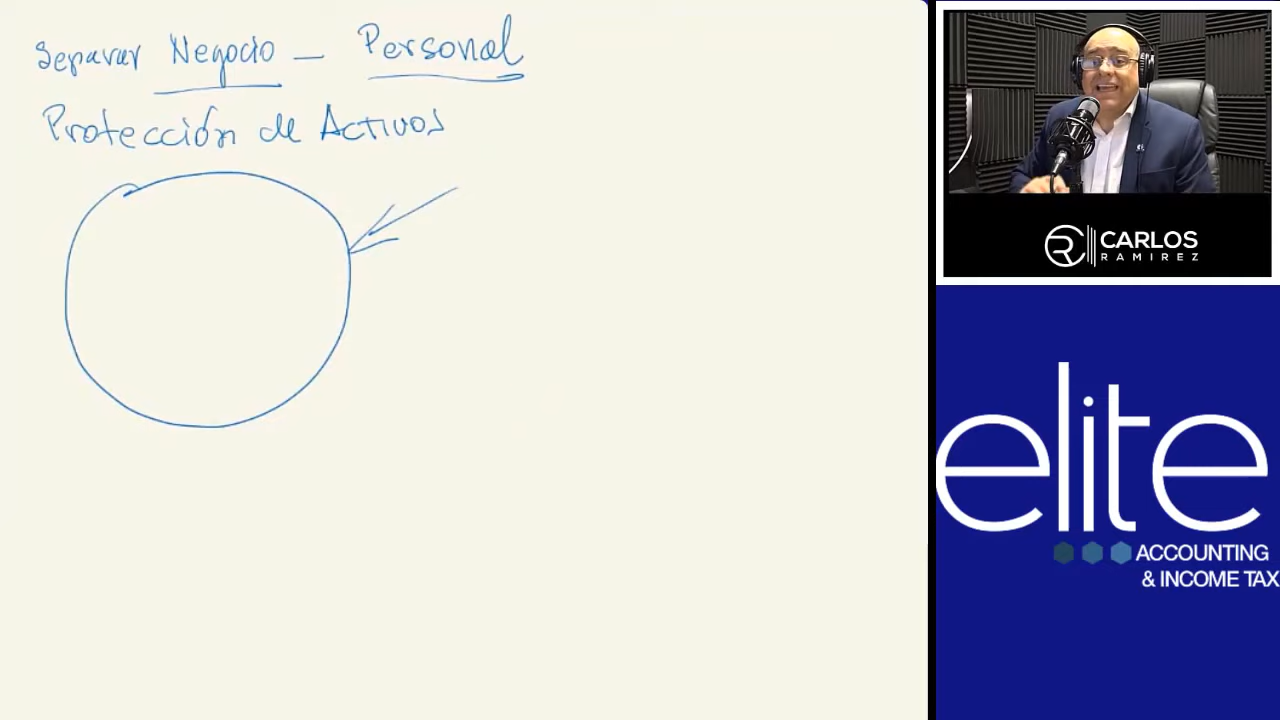 Separar Negocio – Personal
Protección de Activos
CARLOS
RAMIREZ
elite
ACCOUNTING
& INCOME TAX